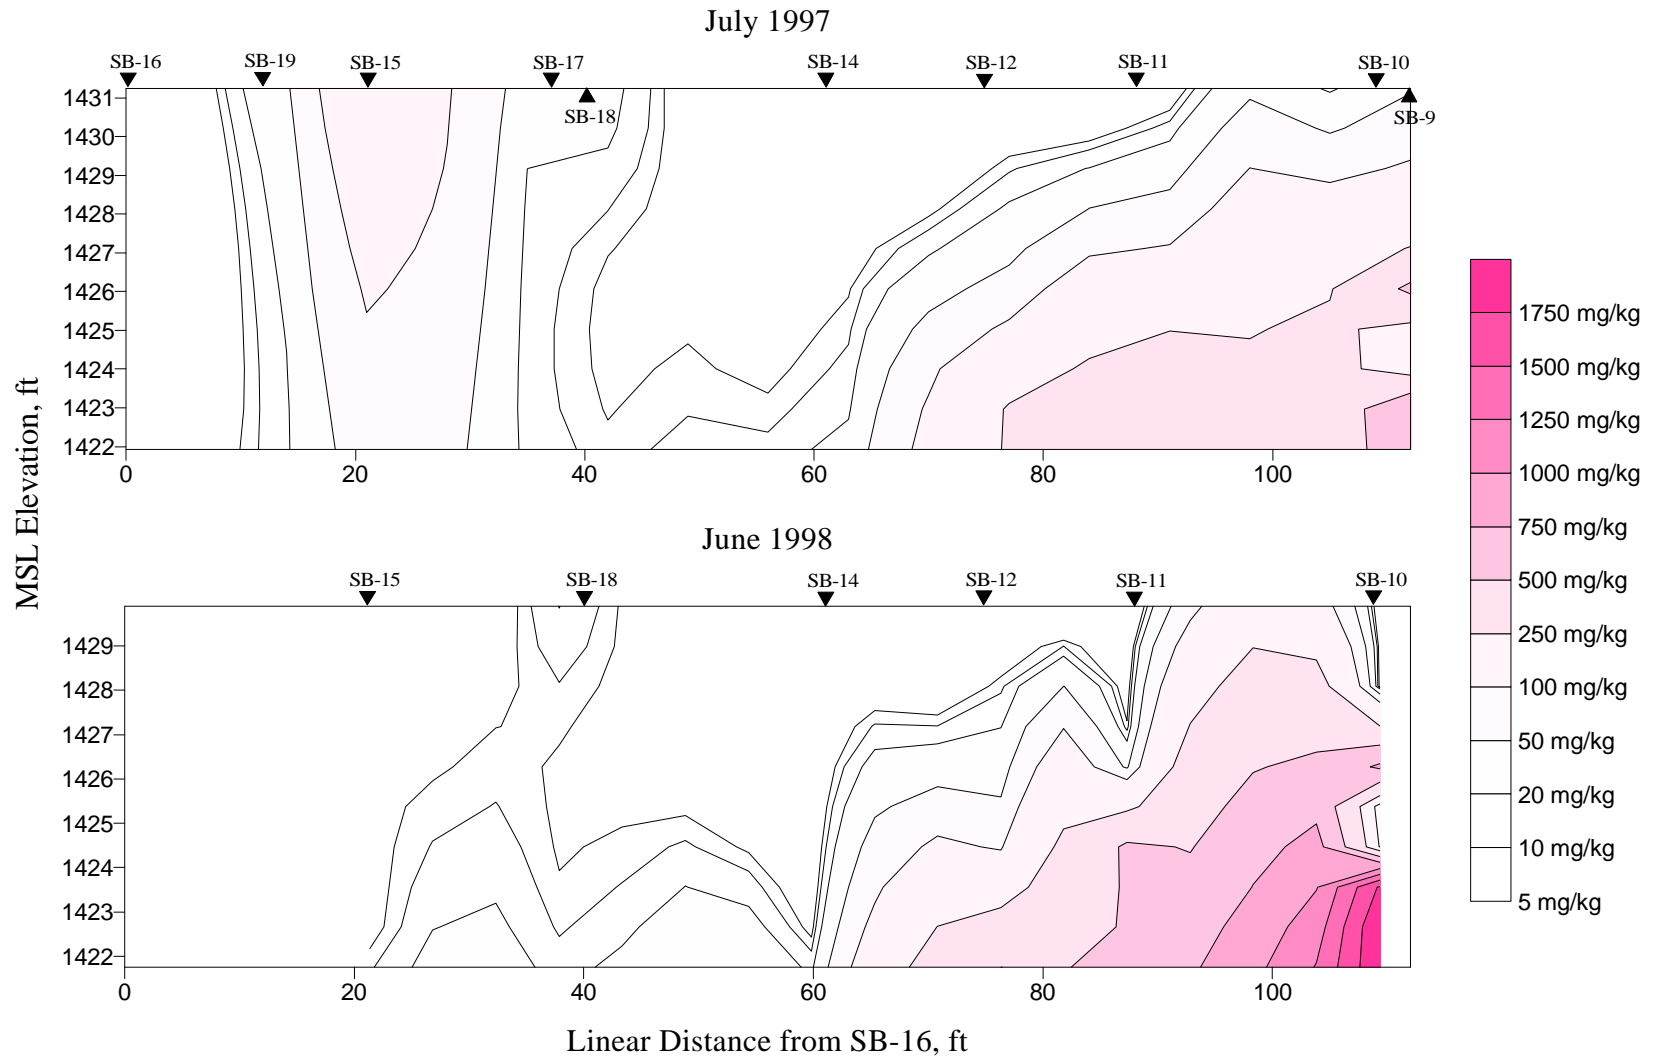 July 1997
SB-16 SB-19 SB-15 SB-17 SB-14 SB-12 SB-11 SB-10
SB-18 SB-9
1431
1430
1429
1428
1427
1426
1425
1424
1423
1422
0 20 40 60 80 100
MSL Elevation, ft
June 1998
SB-15 SB-18 SB-14 SB-12 SB-11 SB-10
1429
1428
1427
1426
1425
1424
1423
1422
0 20 40 60 80 100
Linear Distance from SB-16, ft
1750 mg/kg
1500 mg/kg
1250 mg/kg
1000 mg/kg
750 mg/kg
500 mg/kg
250 mg/kg
100 mg/kg
50 mg/kg
20 mg/kg
10 mg/kg
5 mg/kg